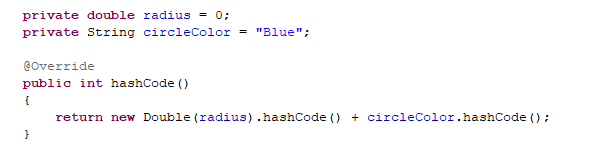 private double radius = 0;
private String circleColor = "Blue";
@Override
public int hashCode()
{
return new Double(radius).hashCode() + circleColor.hashCode();
}